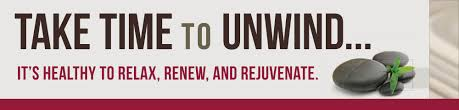 TAKE TIME TO UNWIND...
IT'S HEALTHY TO RELAX, RENEW, AND REJUVENATE.